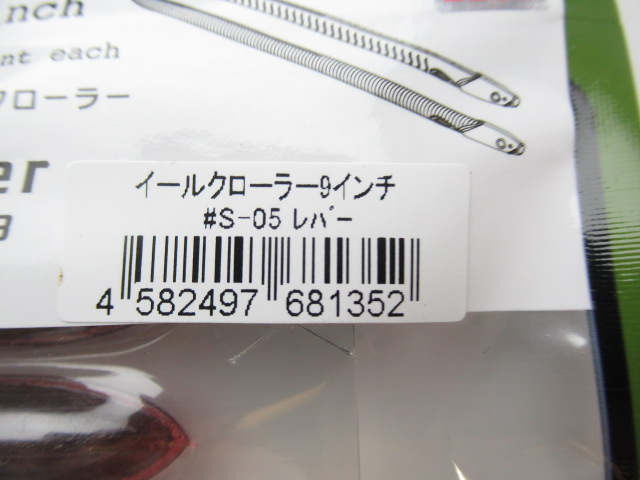 inch
nt each
クローラー
er
イールクローラー9インチ
#S-05 レバー
4 582497 681352